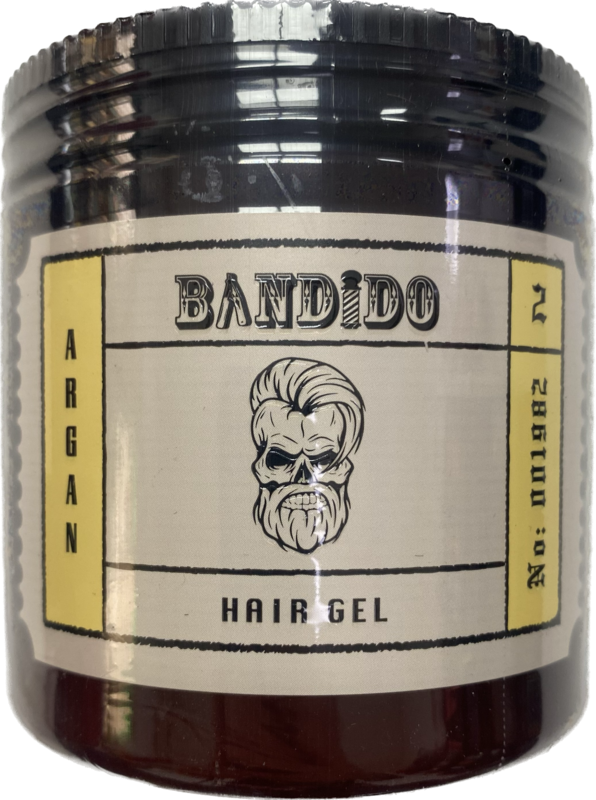 BANDIDO
ARGAN
HAIR GEL
2
No: 001982